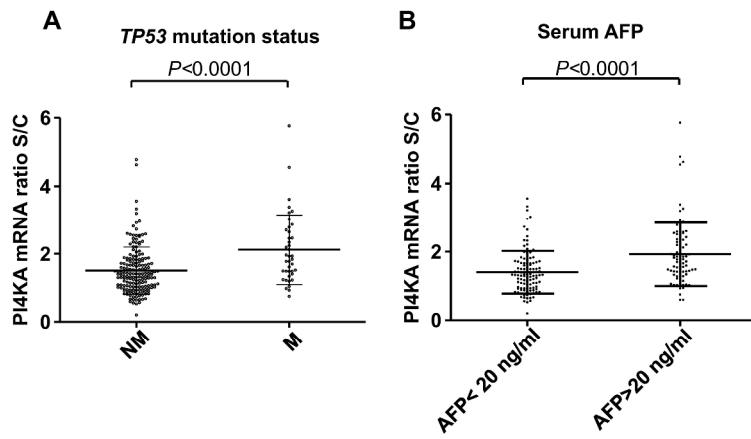 A
TP53 mutation status
P<0.0001
PI4KA mRNA ratio S/C
6
4
2
0
NM
M
B
Serum AFP
P<0.0001
PI4KA mRNA ratio S/C
6
4
2
0
AFP< 20 ng/ml
AFP>20 ng/ml